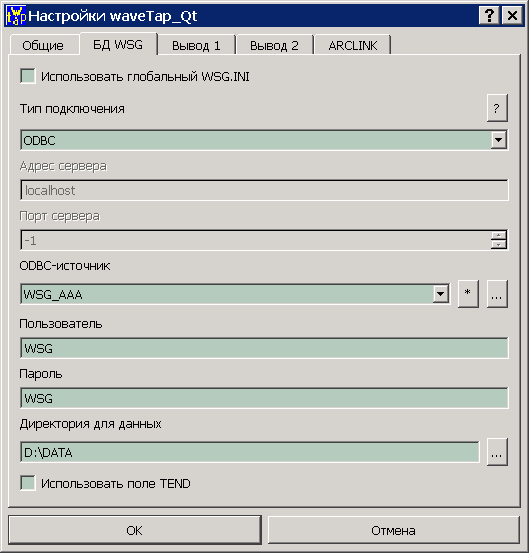 Настройки waveTap_Qt
Общие БД WSG Вывод 1 Вывод 2 ARCLINK
Использовать глобальный WSG.INI
Тип подключения ?
ODBC
Адрес сервера
localhost
Порт сервера
-1
ODBC-источник
WSG_AAA * ...
Пользователь
WSG
Пароль
WSG
Директория для данных
D:\DATA ...
Использовать поле TEND
OK Отмена